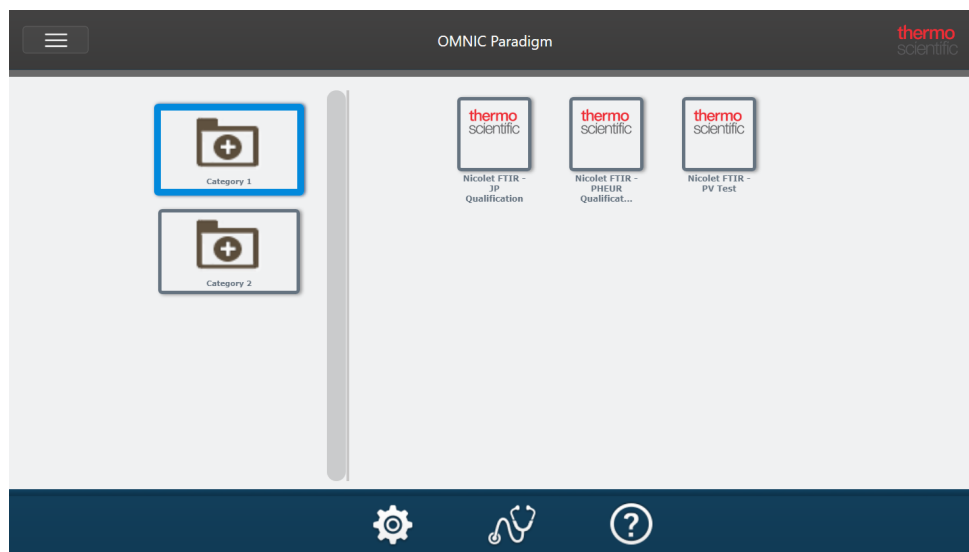 OMNIC Paradigm
thermo
scientific
Category 1
Category 2
thermo
scientific
Nicolet FTIR -
JP
Qualification
thermo
scientific
Nicolet FTIR -
PHEUR
Qualificat...
thermo
scientific
Nicolet FTIR -
PV Test
?